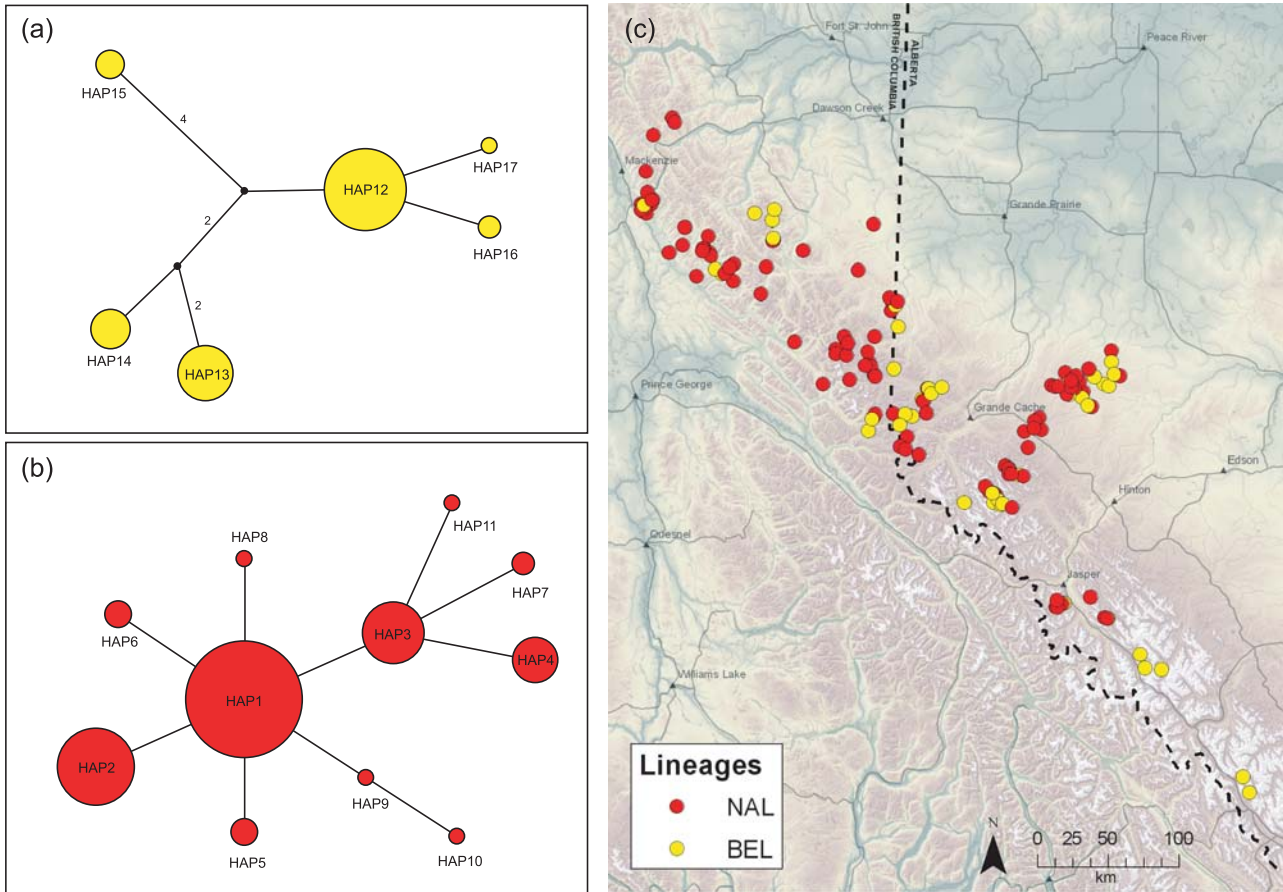 (a)
HAP15
4
HAP17
HAP12
HAP16
2
2
HAP14
HAP13
(b)
HAP11
HAP8
HAP7
HAP6
HAP3
HAP4
HAP1
HAP2
HAP9
HAP5
HAP10
(c)
Fort St. John
BRITISH COLUMBIA
ALBERTA
Peace River
Dawson Creek
Mackenzie
Grande Prairie
Prince George
Grande Cache
Edson
Hinton
Quesnel
Jasper
Williams Lake
Lineages
NAL
BEL
N
0 25 50 100
km